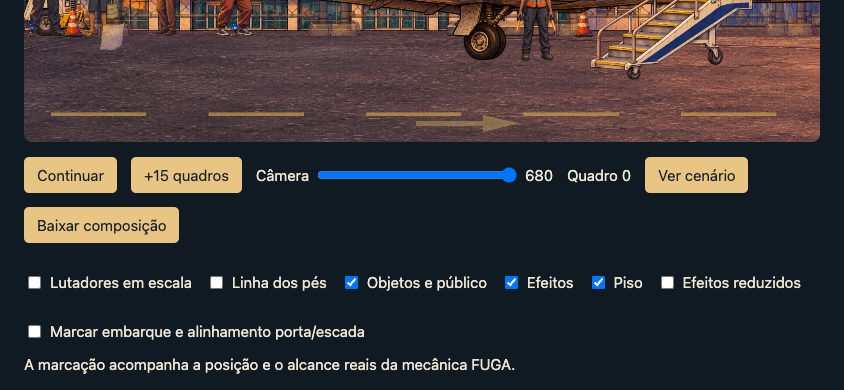 Continuar +15 quadros Câmera 680 Quadro 0 Ver cenário
Baixar composição
Lutadores em escala Linha dos pés Objetos e público Efeitos Piso Efeitos reduzidos
Marcar embarque e alinhamento porta/escada
A marcação acompanha a posição e o alcance reais da mecânica FUGA.